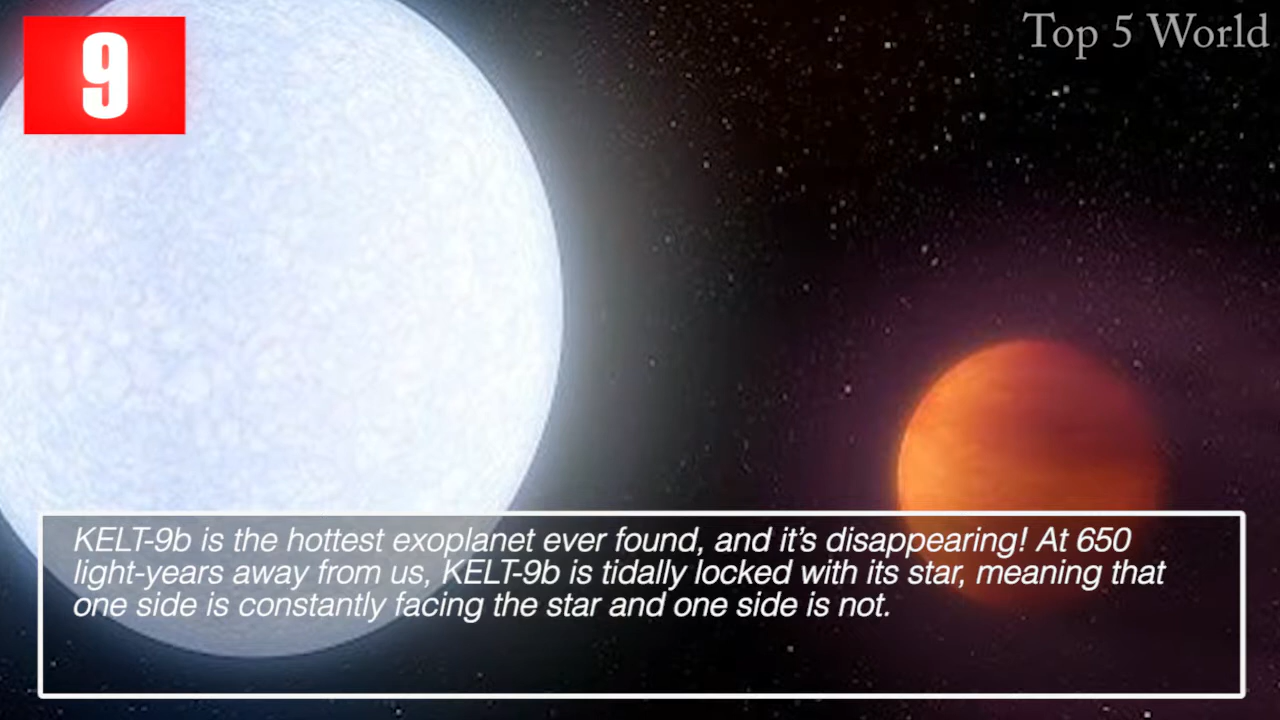 9
Top 5 World
KELT-9b is the hottest exoplanet ever found, and it's disappearing! At 650
light-years away from us, KELT-9b is tidally locked with its star, meaning that
one side is constantly facing the star and one side is not.